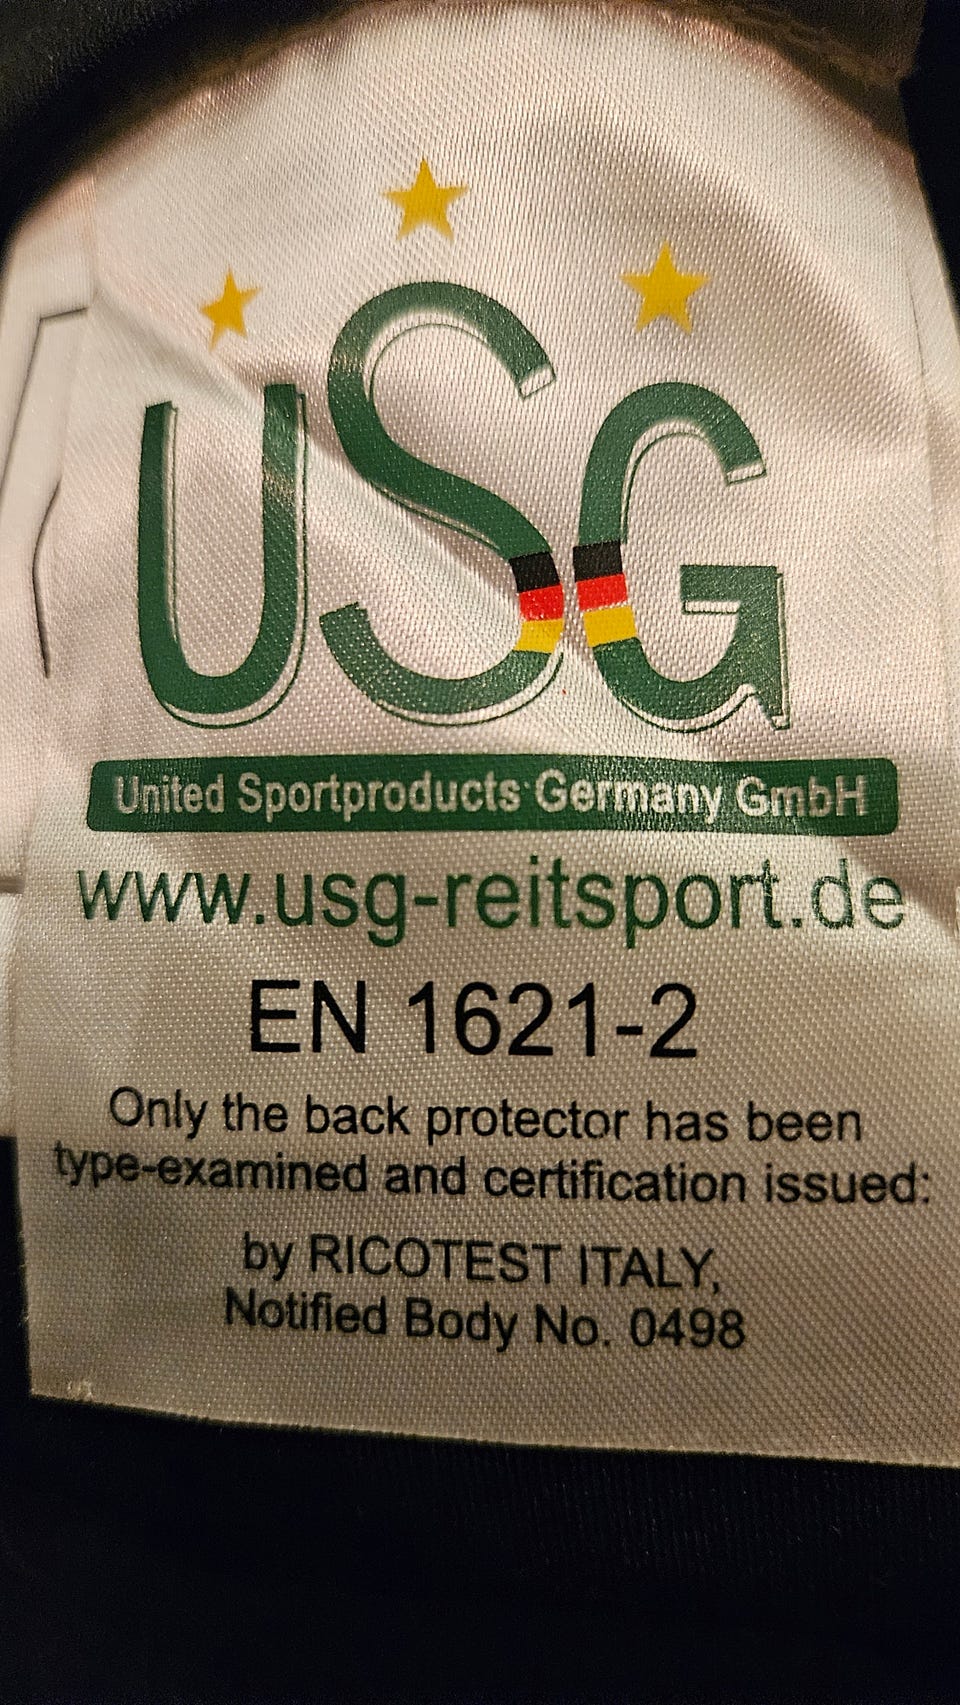 USG
United Sportproducts Germany GmbH
www.usg-reitsport.de
EN 1621-2
Only the back protector has been
type-examined and certification issued:
by RICOTEST ITALY,
Notified Body No. 0498